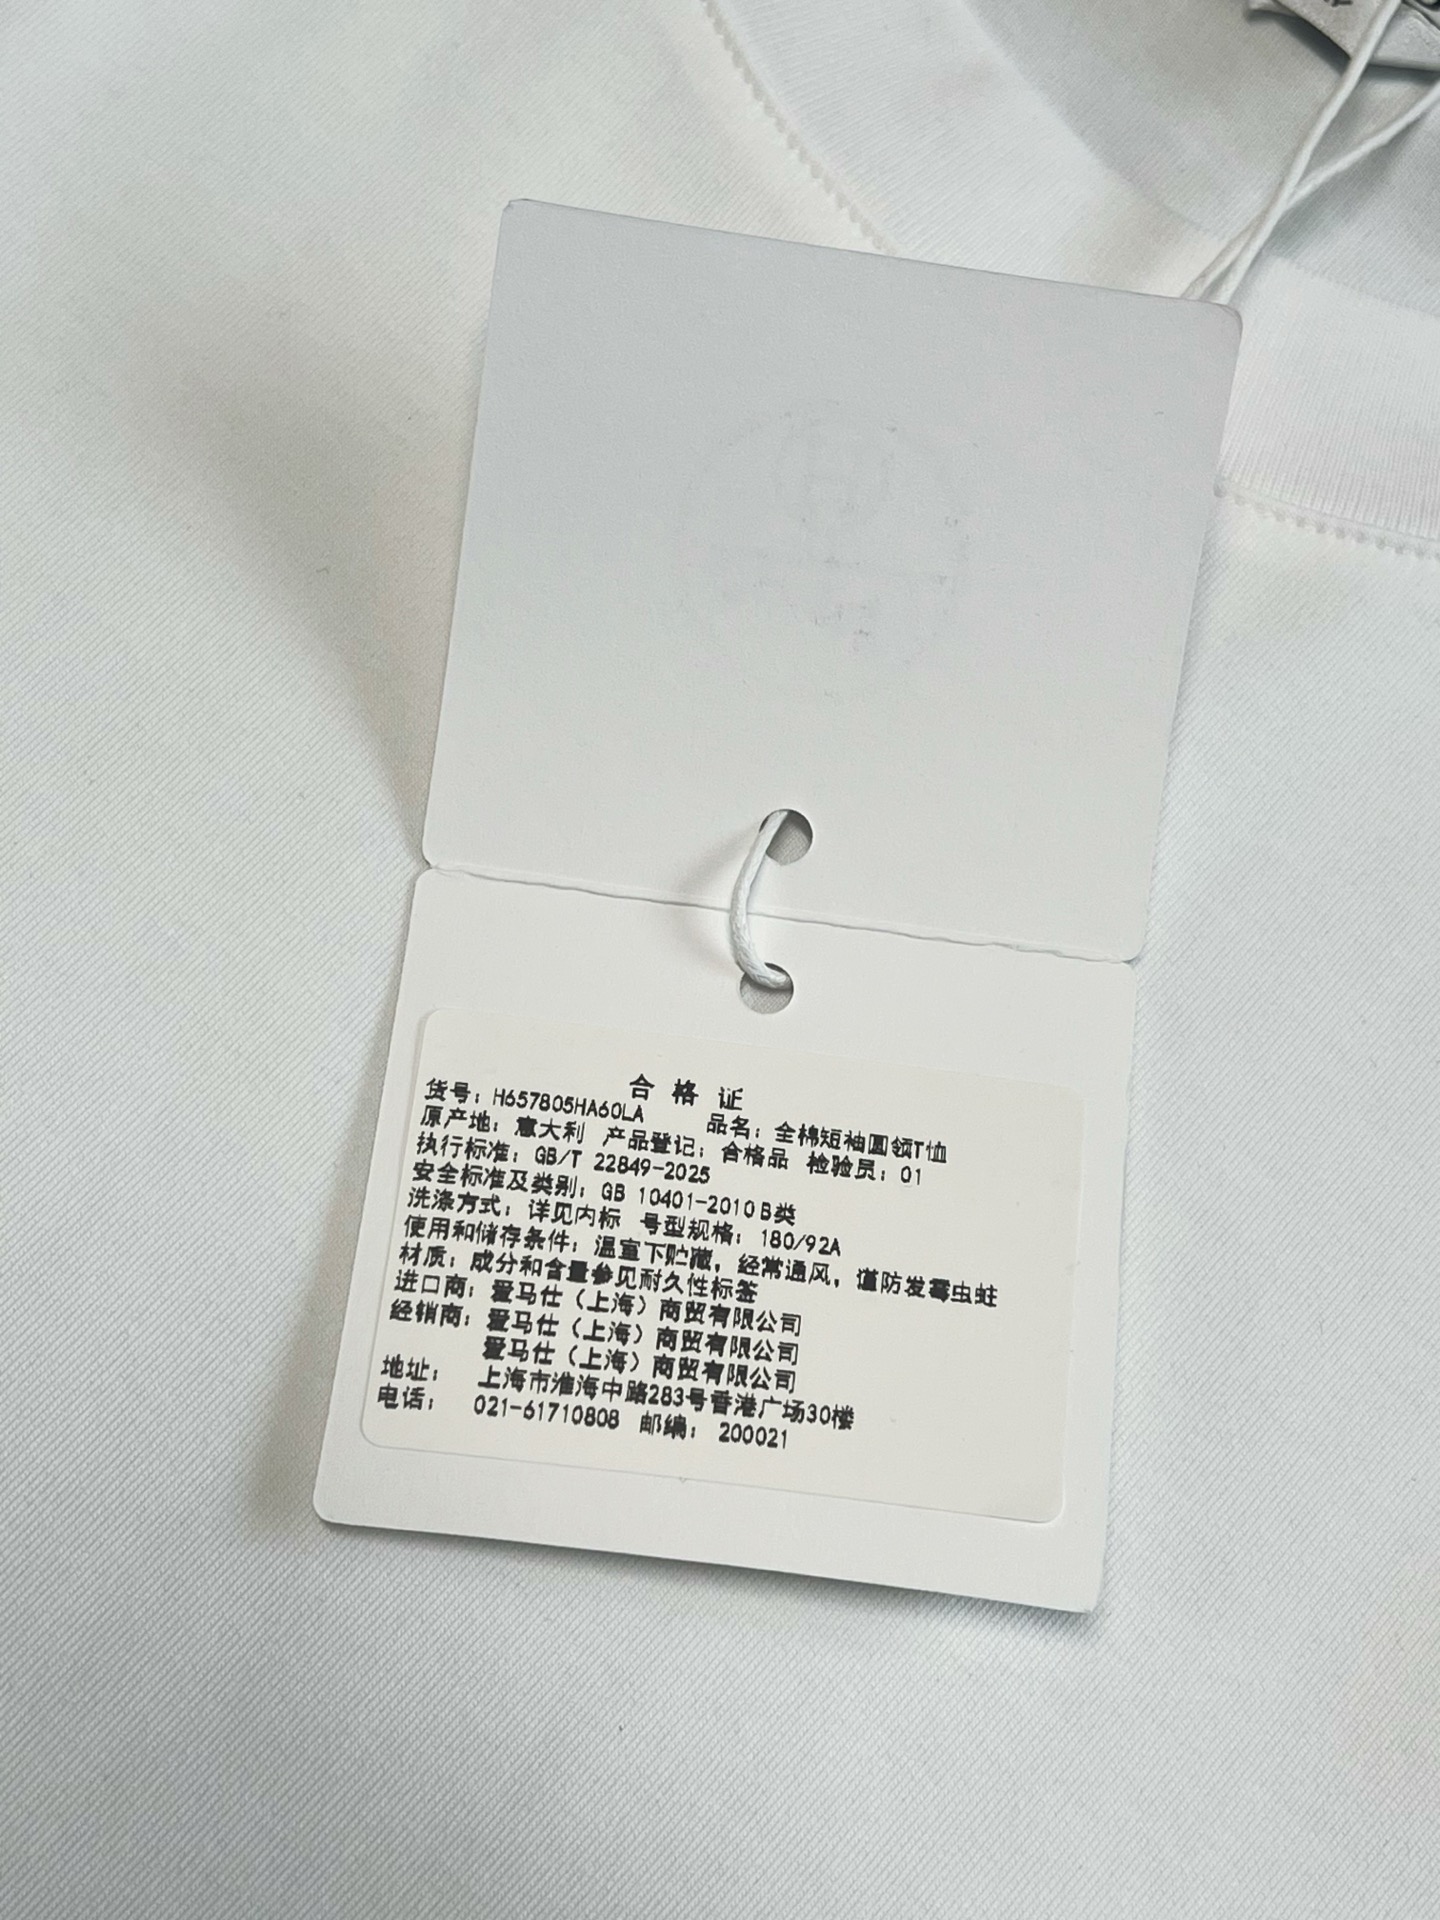 合格证
货号：H657805HA60LA 品名：全棉短袖圆领T恤
原产地：意大利 产品登记：合格品 检验员：01
执行标准：GB/T 22849-2025
安全标准及类别：GB 10401-2010B类
洗涤方式：详见内标 号型规格：180/92A
使用和储存条件：温室下贮藏，经常通风，谨防发霉虫蛀
材质：成分和含量参见耐久性标签
进口商：爱马仕（上海）商贸有限公司
经销商：爱马仕（上海）商贸有限公司
爱马仕（上海）商贸有限公司
地址：上海市淮海中路283号香港广场30楼
电话：021-61710808 邮编：200021